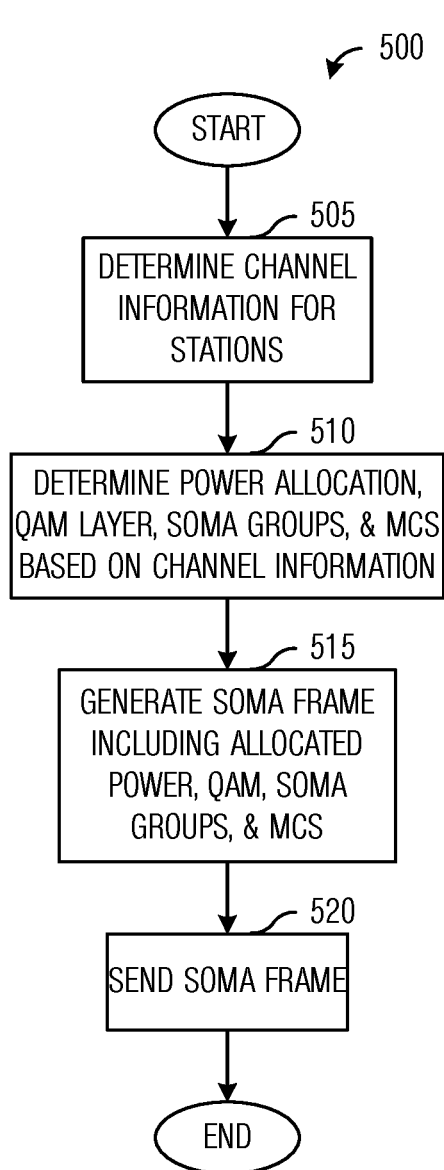 500
START
505
DETERMINE CHANNEL
INFORMATION FOR
STATIONS
510
DETERMINE POWER ALLOCATION,
QAM LAYER, SOMA GROUPS, & MCS
BASED ON CHANNEL INFORMATION
515
GENERATE SOMA FRAME
INCLUDING ALLOCATED
POWER, QAM, SOMA
GROUPS, & MCS
520
SEND SOMA FRAME
END